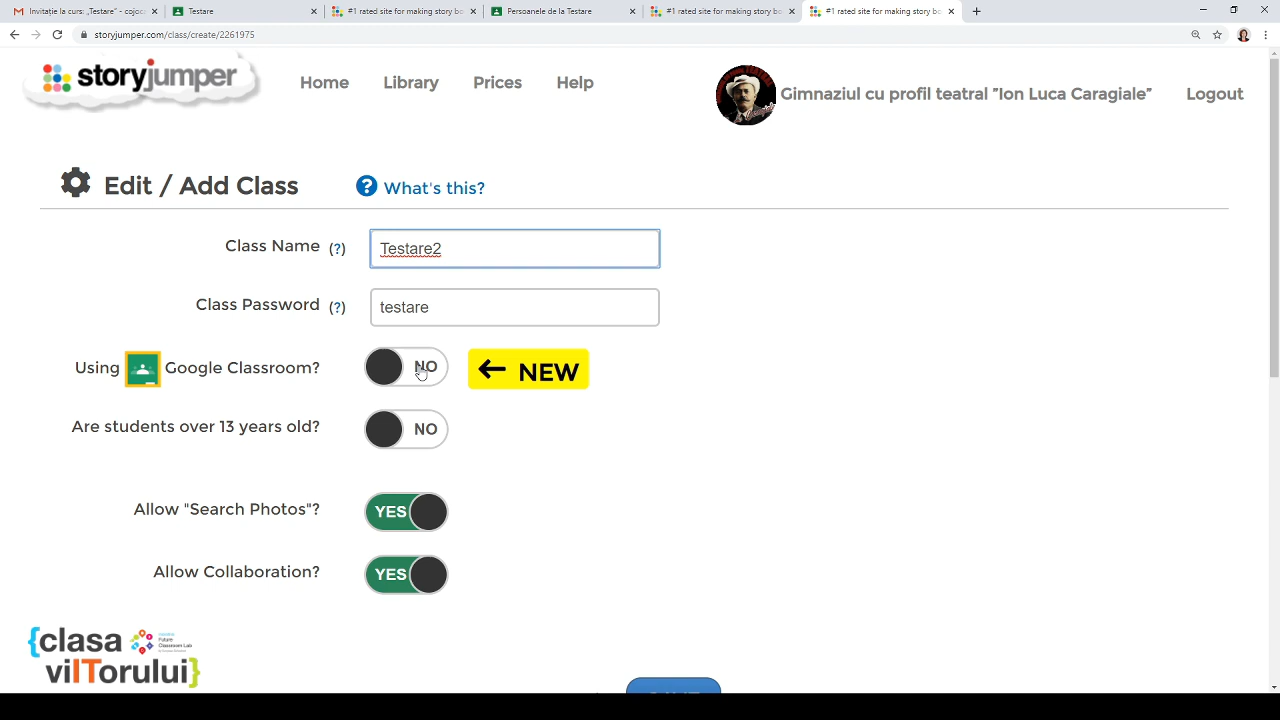 Invitație la curs: „Testare" - cojoc
Testare
#1 rated site for making story bo
Persoanele de la Testare
#1 rated site for making story bo
#1 rated site for making story bo
storyjumper.com/class/create/2261975
storyjumper
Home
Library
Prices
Help
Gimnaziul cu profil teatral ”Ion Luca Caragiale”
Logout
Edit / Add Class
? What's this?
Class Name (?)
Testare2
Class Password (?)
testare
Using Google Classroom?
NO
← NEW
Are students over 13 years old?
NO
Allow "Search Photos"?
YES
Allow Collaboration?
YES
{clasa
Future
Classroom Lab
viITorului}